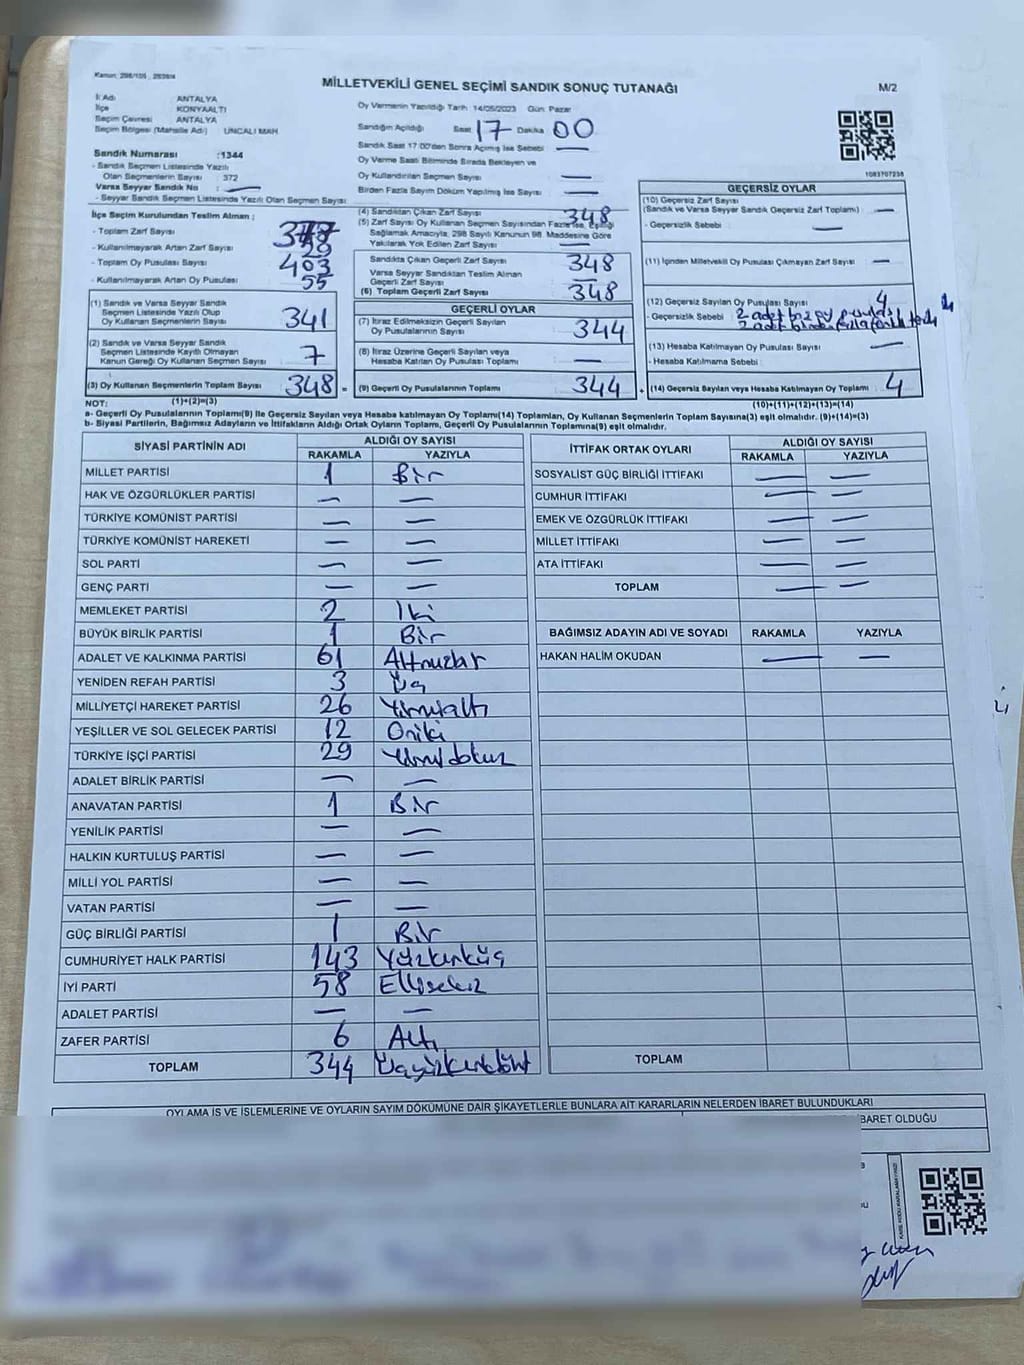 Kanun: 298/105 , 2839/4
MİLLETVEKİLİ GENEL SEÇİMİ SANDIK SONUÇ TUTANAĞI
M/2
İl Adı ANTALYA
İlçe KONYAALTI
Seçim Çevresi ANTALYA
Seçim Bölgesi (Mahalle Adı) UNCALI MAH.
Oy Vermenin Yapıldığı Tarih 14/05/2023 Gün: Pazar
Sandığın Açıldığı Saat 17 Dakika 00
Sandık Saat 17:00'den Sonra Açılmış İse Sebebi —
Oy Verme Saati Bitiminde Sırada Bekleyen ve
Oy Kullandırılan Seçmen Sayısı —
Birden Fazla Sayım Döküm Yapılmış İse Sayısı —
1083707238
Sandık Numarası :1344
- Sandık Seçmen Listesinde Yazılı
Olan Seçmenlerin Sayısı : 372
Varsa Seyyar Sandık No : —
- Seyyar Sandık Seçmen Listesinde Yazılı Olan Seçmen Sayısı
İlçe Seçim Kurulundan Teslim Alınan ;
- Toplam Zarf Sayısı
- Kullanılmayarak Artan Zarf Sayısı 29
- Toplam Oy Pusulası Sayısı 403
- Kullanılmayarak Artan Oy Pusulası 55
(1) Sandık ve Varsa Seyyar Sandık
Seçmen Listesinde Yazılı Olup
Oy Kullanan Seçmenlerin Sayısı 341
(2) Sandık ve Varsa Seyyar Sandık
Seçmen Listesinde Kayıtlı Olmayan
Kanun Gereği Oy Kullanan Seçmen Sayısı 7
(3) Oy Kullanan Seçmenlerin Toplam Sayısı 348 =
(1)+(2)=(3)
(4) Sandıktan Çıkan Zarf Sayısı 348
(5) Zarf Sayısı Oy Kullanan Seçmen Sayısından Fazla İse, Eşitliği
Sağlamak Amacıyla, 298 Sayılı Kanunun 98. Maddesine Göre
Yakılarak Yok Edilen Zarf Sayısı —
Sandıkta Çıkan Geçerli Zarf Sayısı 348
Varsa Seyyar Sandıktan Teslim Alınan
Geçerli Zarf Sayısı —
(6) Toplam Geçerli Zarf Sayısı 348
GEÇERLİ OYLAR
(7) İtiraz Edilmeksizin Geçerli Sayılan
Oy Pusulalarının Sayısı 344
(8) İtiraz Üzerine Geçerli Sayılan veya
Hesaba Katılan Oy Pusulası Toplamı —
(9) Geçerli Oy Pusulalarının Toplamı 344 +
GEÇERSİZ OYLAR
(10) Geçersiz Zarf Sayısı
(Sandık ve Varsa Seyyar Sandık Geçersiz Zarf Toplamı) —
- Geçersizlik Sebebi : —
(11) İçinden Milletvekili Oy Pusulası Çıkmayan Zarf Sayısı —
(12) Geçersiz Sayılan Oy Pusulası Sayısı 4
- Geçersizlik Sebebi : 2 adet boş oy pusulası
2 adet birden fazla
(13) Hesaba Katılmayan Oy Pusulası Sayısı —
- Hesaba Katılmama Sebebi :
(14) Geçersiz Sayılan veya Hesaba Katılmayan Oy Toplamı 4
(10)+(11)+(12)+(13)=(14)
NOT:
a- Geçerli Oy Pusulalarının Toplamı(9) İle Geçersiz Sayılan veya Hesaba katılmayan Oy Toplamı(14) Toplamları, Oy Kullanan Seçmenlerin Toplam Sayısına(3) eşit olmalıdır. (9)+(14)=(3)
b- Siyasi Partilerin, Bağımsız Adayların ve İttifakların Aldığı Ortak Oyların Toplamı, Geçerli Oy Pusulalarının Toplamına(9) eşit olmalıdır.
SİYASİ PARTİNİN ADI ALDIĞI OY SAYISI
RAKAMLA YAZIYLA
MİLLET PARTİSİ 1 Bir
HAK VE ÖZGÜRLÜKLER PARTİSİ — —
TÜRKİYE KOMÜNİST PARTİSİ — —
TÜRKİYE KOMÜNİST HAREKETİ — —
SOL PARTİ — —
GENÇ PARTİ — —
MEMLEKET PARTİSİ 2 İki
BÜYÜK BİRLİK PARTİSİ 1 Bir
ADALET VE KALKINMA PARTİSİ 61 Altmışbir
YENİDEN REFAH PARTİSİ 3 Üç
MİLLİYETÇİ HAREKET PARTİSİ 26 Yirmialtı
YEŞİLLER VE SOL GELECEK PARTİSİ 12 Oniki
TÜRKİYE İŞÇİ PARTİSİ 29 Yirmidokuz
ADALET BİRLİK PARTİSİ — —
ANAVATAN PARTİSİ 1 Bir
YENİLİK PARTİSİ — —
HALKIN KURTULUŞ PARTİSİ — —
MİLLİ YOL PARTİSİ — —
VATAN PARTİSİ — —
GÜÇ BİRLİĞİ PARTİSİ 1 Bir
CUMHURİYET HALK PARTİSİ 143 Yüzkırküç
İYİ PARTİ 58 Ellisekiz
ADALET PARTİSİ — —
ZAFER PARTİSİ 6 Altı
TOPLAM 344 Üçyüzkırkdört
İTTİFAK ORTAK OYLARI ALDIĞI OY SAYISI
RAKAMLA YAZIYLA
SOSYALİST GÜÇ BİRLİĞİ İTTİFAKI — —
CUMHUR İTTİFAKI — —
EMEK VE ÖZGÜRLÜK İTTİFAKI — —
MİLLET İTTİFAKI — —
ATA İTTİFAKI — —
TOPLAM — —
BAĞIMSIZ ADAYIN ADI VE SOYADI RAKAMLA YAZIYLA
HAKAN HALİM OKUDAN — —
TOPLAM
OYLAMA İŞ VE İŞLEMLERİNE VE OYLARIN SAYIM DÖKÜMÜNE DAİR ŞİKAYETLERLE BUNLARA AİT KARARLARIN NELERDEN İBARET BULUNDUKLARI
İBARET OLDUĞU